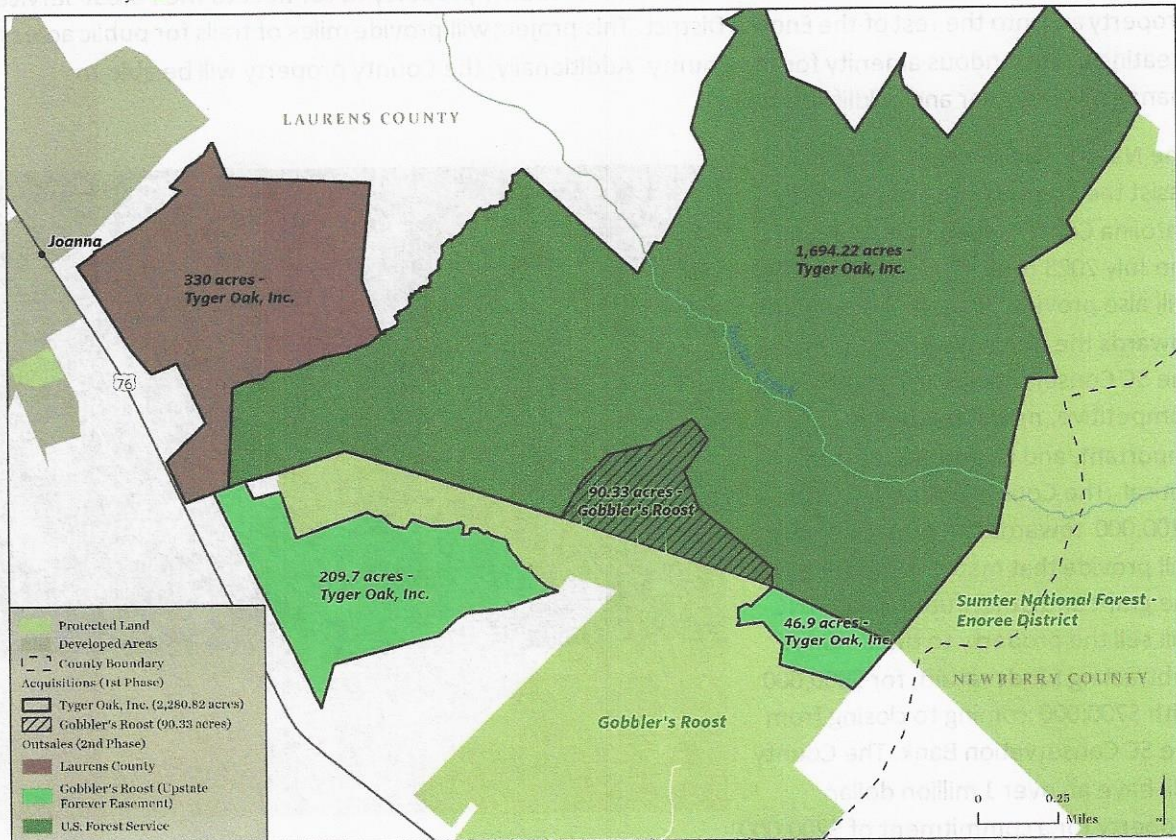 LAURENS COUNTY
Joanna
330 acres -
Tyger Oak, Inc.
1,694.22 acres -
Tyger Oak, Inc.
76
90.33 acres -
Gobbler's Roost
209.7 acres -
Tyger Oak, Inc.
46.9 acres -
Tyger Oak, Inc.
Sumter National Forest -
Enoree District
NEWBERRY COUNTY
Gobbler's Roost
Protected Land
Developed Areas
County Boundary
Acquisitions (1st Phase)
Tyger Oak, Inc. (2,280.82 acres)
Gobbler's Roost (90.33 acres)
Outsales (2nd Phase)
Laurens County
Gobbler's Roost (Upstate
Forever Easement)
U.S. Forest Service
0 0.25
Miles